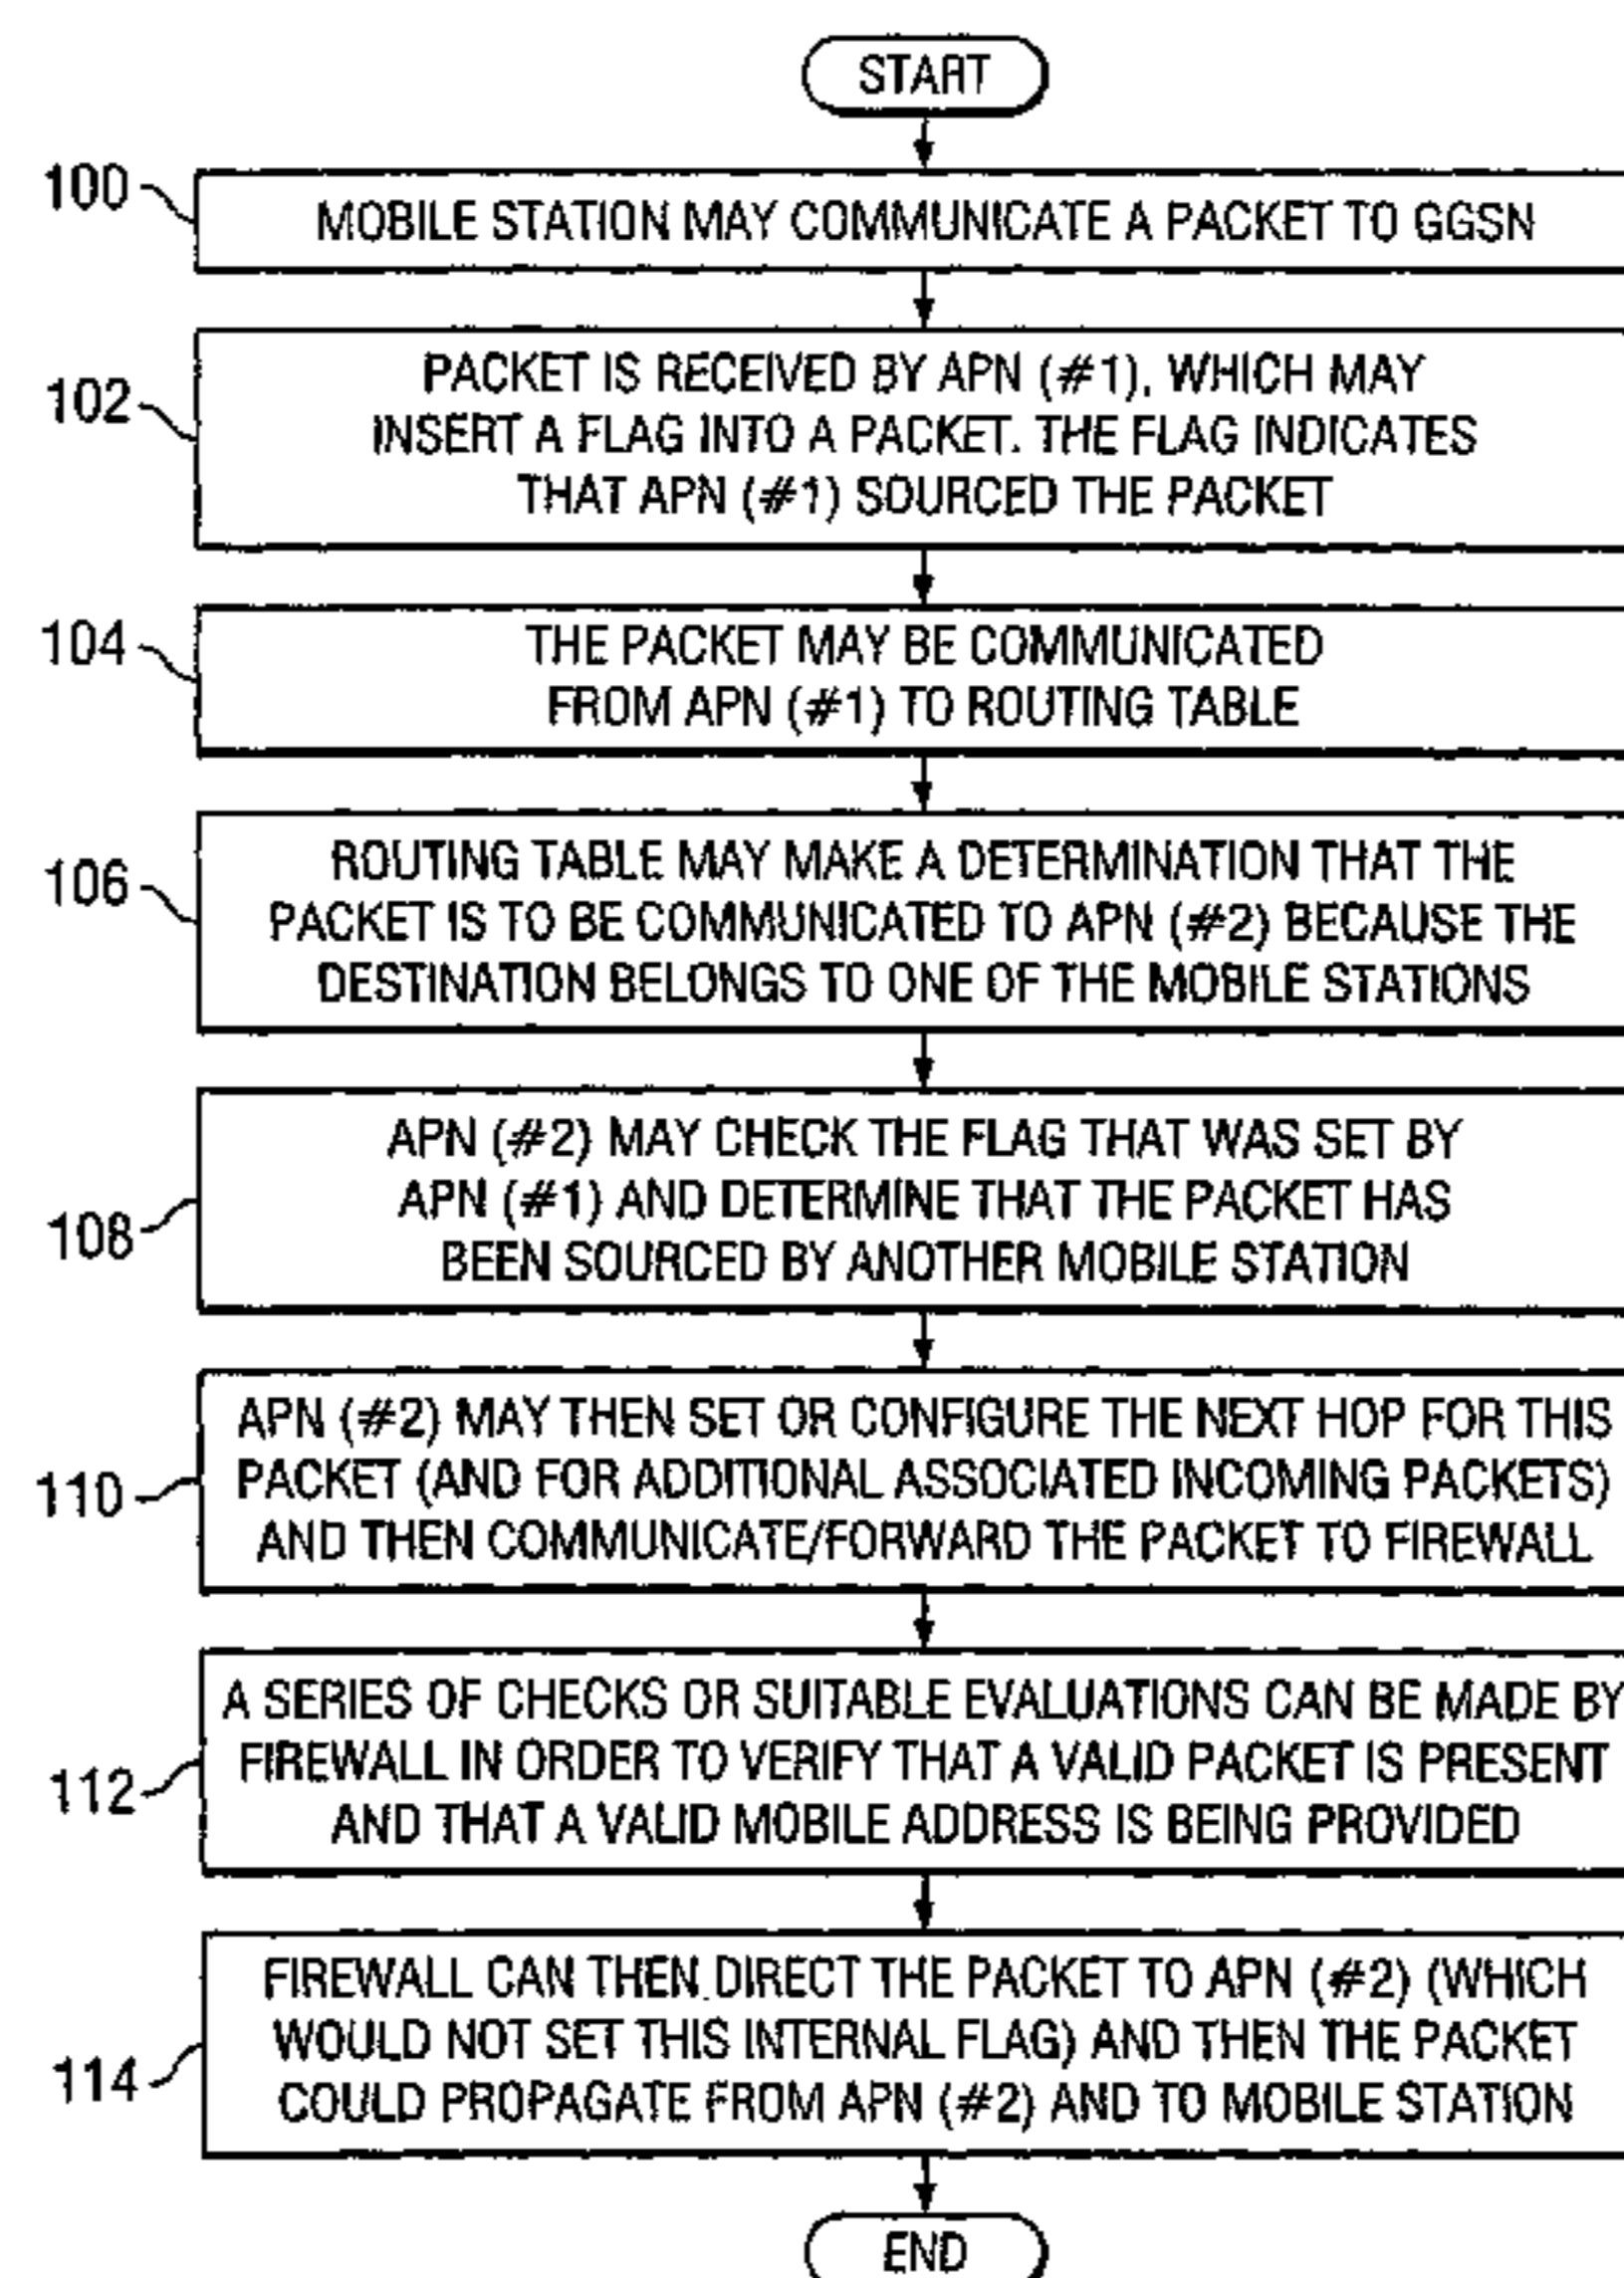 START
100
MOBILE STATION MAY COMMUNICATE A PACKET TO GGSN
102
PACKET IS RECEIVED BY APN (#1), WHICH MAY
INSERT A FLAG INTO A PACKET. THE FLAG INDICATES
THAT APN (#1) SOURCED THE PACKET
104
THE PACKET MAY BE COMMUNICATED
FROM APN (#1) TO ROUTING TABLE
106
ROUTING TABLE MAY MAKE A DETERMINATION THAT THE
PACKET IS TO BE COMMUNICATED TO APN (#2) BECAUSE THE
DESTINATION BELONGS TO ONE OF THE MOBILE STATIONS
108
APN (#2) MAY CHECK THE FLAG THAT WAS SET BY
APN (#1) AND DETERMINE THAT THE PACKET HAS
BEEN SOURCED BY ANOTHER MOBILE STATION
110
APN (#2) MAY THEN SET OR CONFIGURE THE NEXT HOP FOR THIS
PACKET (AND FOR ADDITIONAL ASSOCIATED INCOMING PACKETS)
AND THEN COMMUNICATE/FORWARD THE PACKET TO FIREWALL
112
A SERIES OF CHECKS OR SUITABLE EVALUATIONS CAN BE MADE BY
FIREWALL IN ORDER TO VERIFY THAT A VALID PACKET IS PRESENT
AND THAT A VALID MOBILE ADDRESS IS BEING PROVIDED
114
FIREWALL CAN THEN DIRECT THE PACKET TO APN (#2) (WHICH
WOULD NOT SET THIS INTERNAL FLAG) AND THEN THE PACKET
COULD PROPAGATE FROM APN (#2) AND TO MOBILE STATION
END